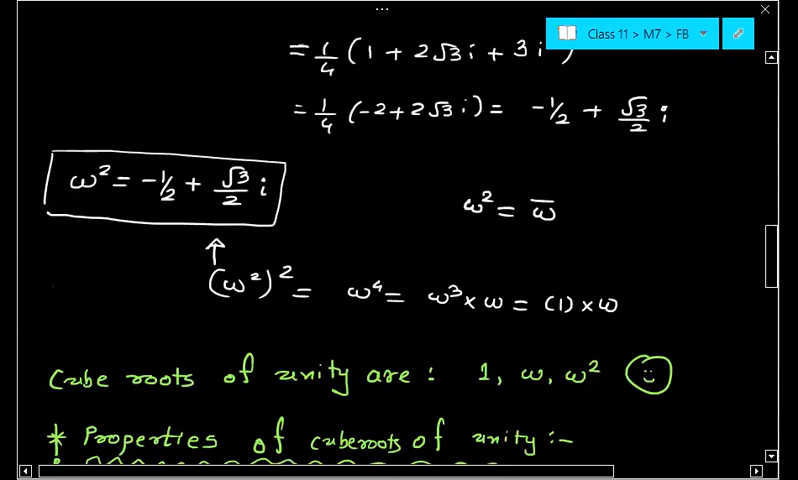 Class 11 > M7 > FB
= 1/4 (1 + 2√3 i + 3 i )
= 1/4 (-2 + 2√3 i) = -1/2 + √3/2 i
ω² = -1/2 + √3/2 i
ω² = ω̅
(ω²)² = ω⁴ = ω³ × ω = (1) × ω
Cube roots of unity are : 1, ω, ω²
* Properties of cuberoots of unity :-